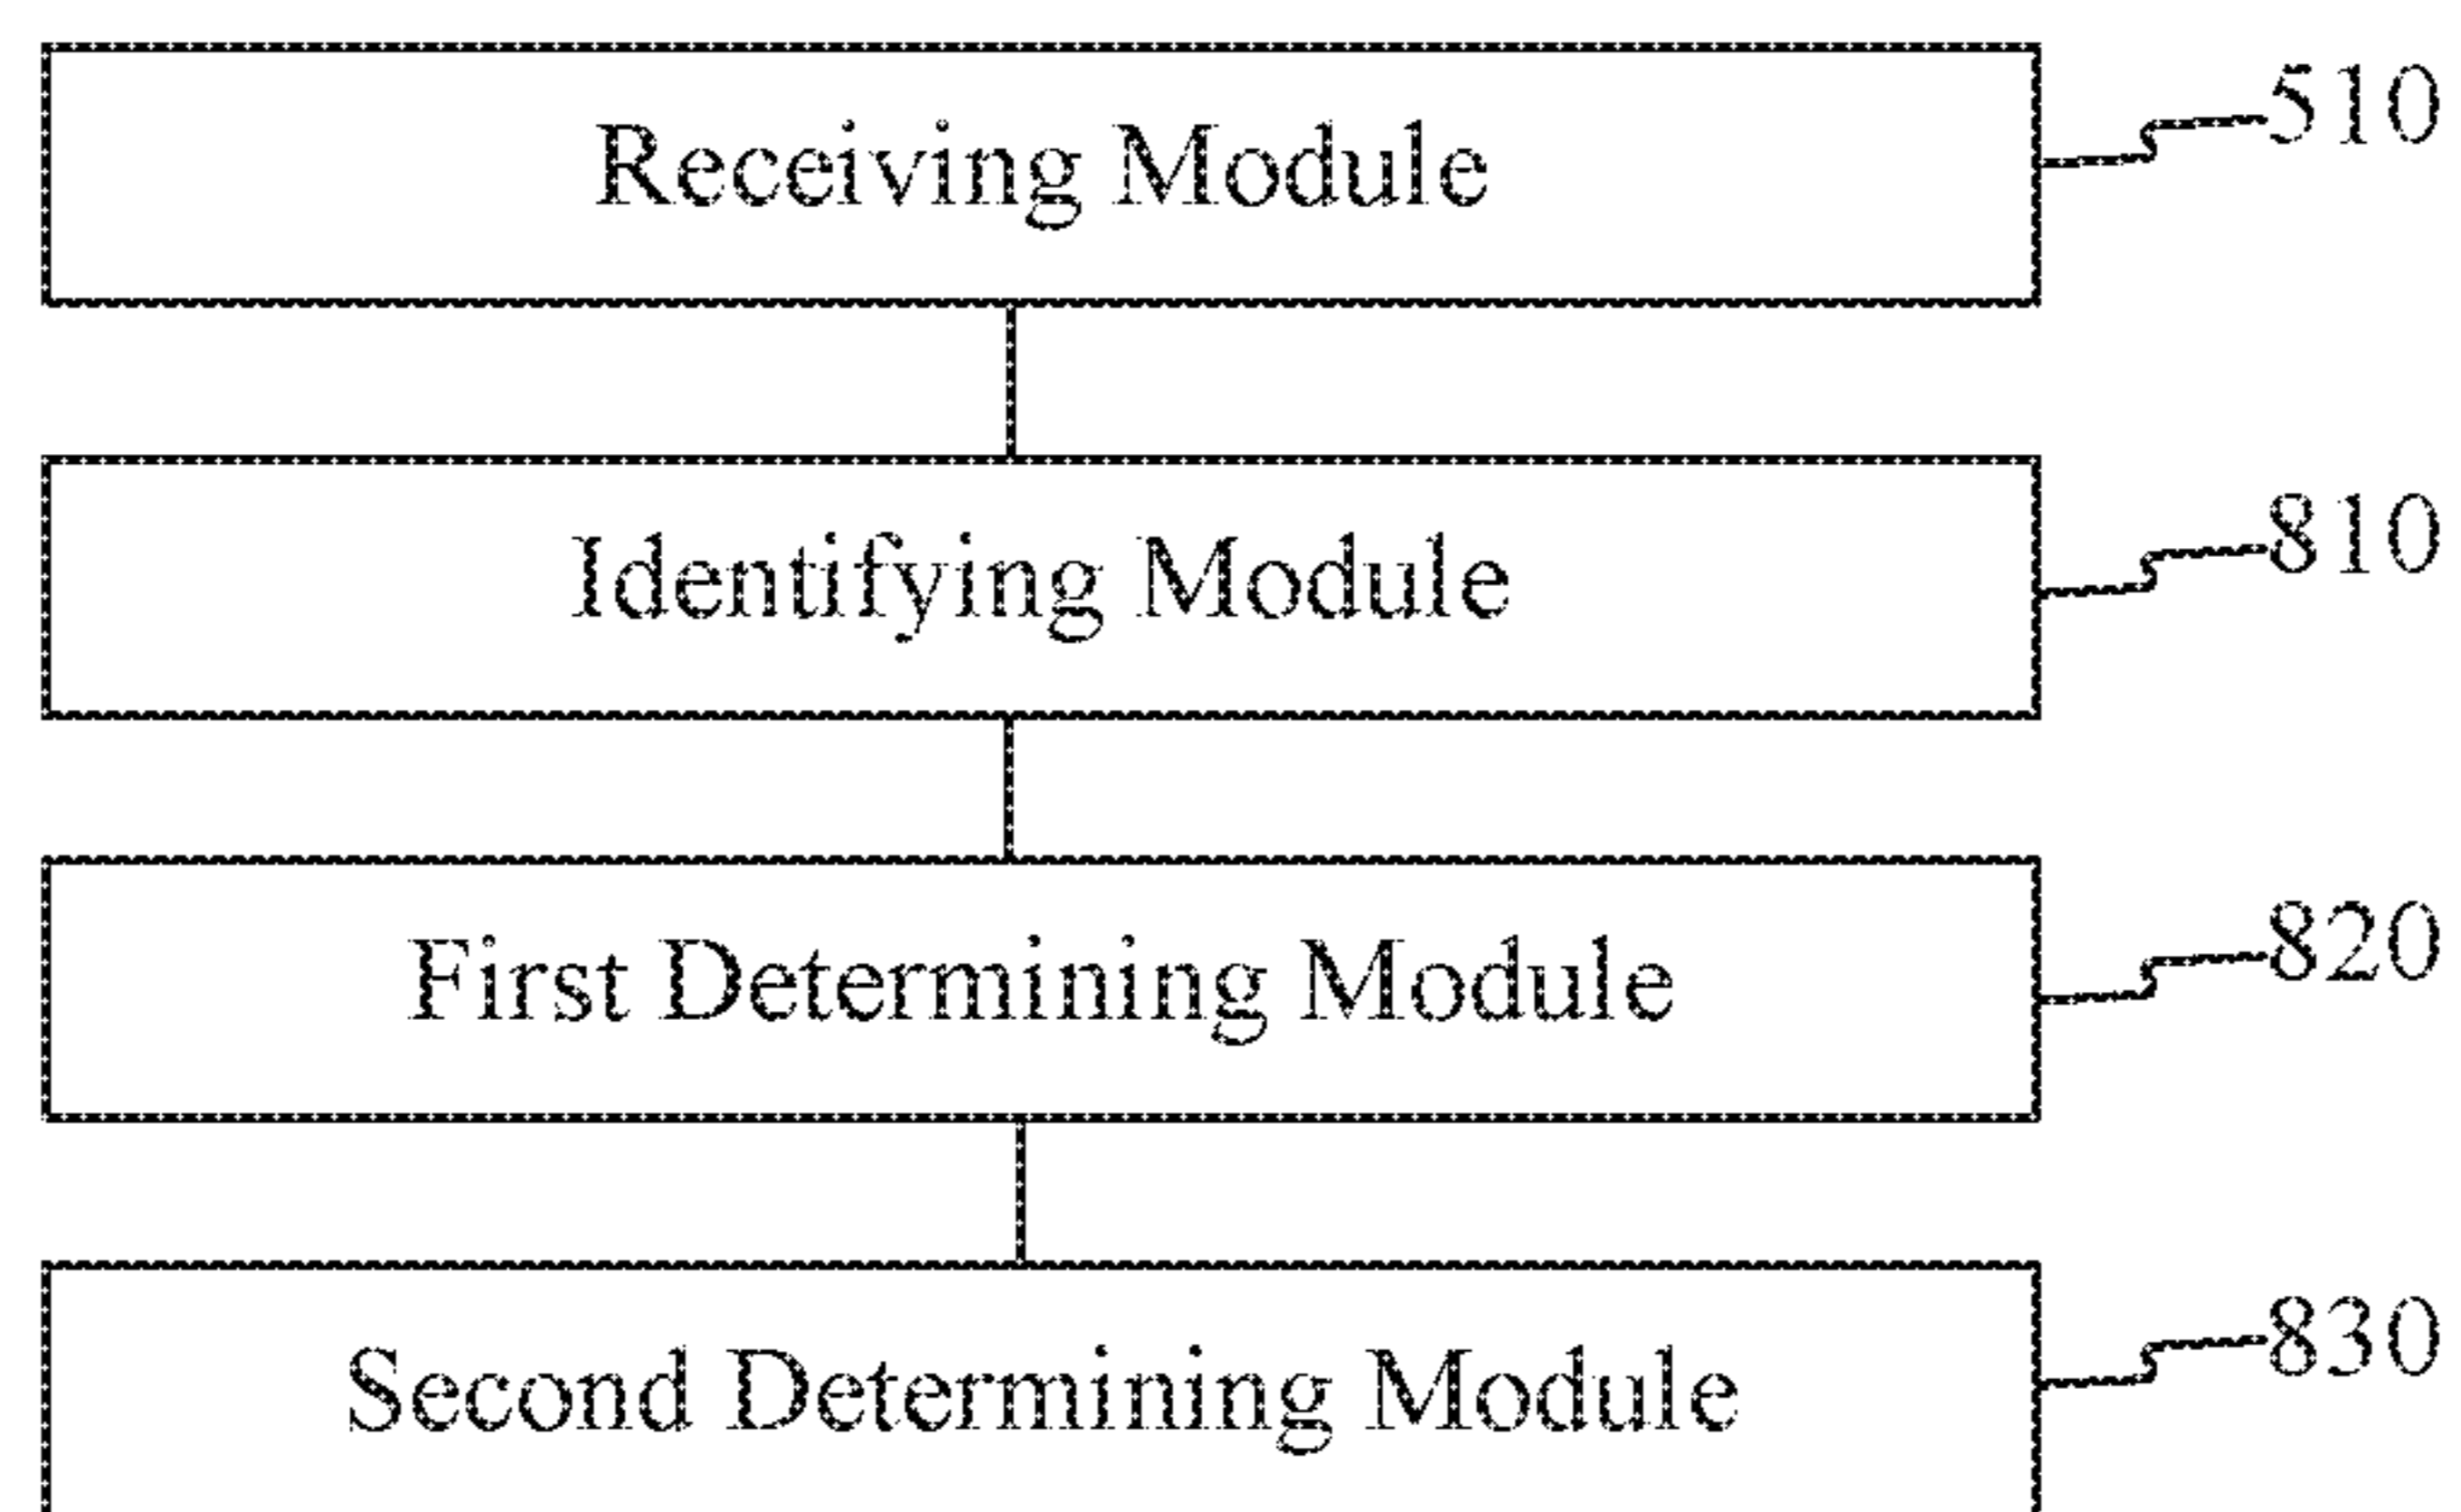 Receiving Module 510
Identifying Module 810
First Determining Module 820
Second Determining Module 830